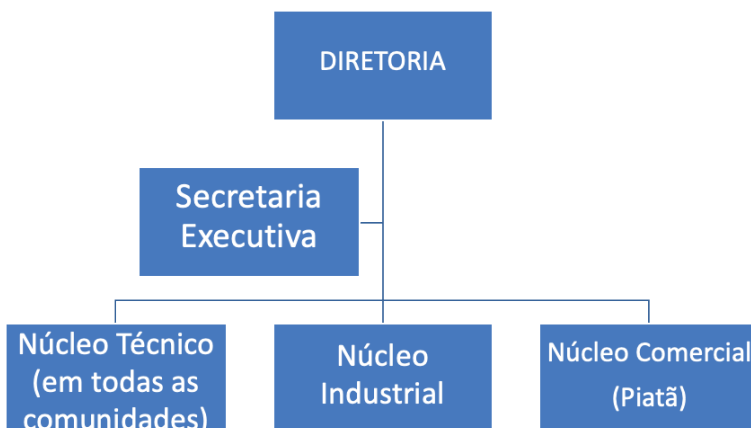 DIRETORIA
Secretaria
Executiva
Núcleo Técnico
(em todas as
comunidades)
Núcleo
Industrial
Núcleo Comercial
(Piatã)